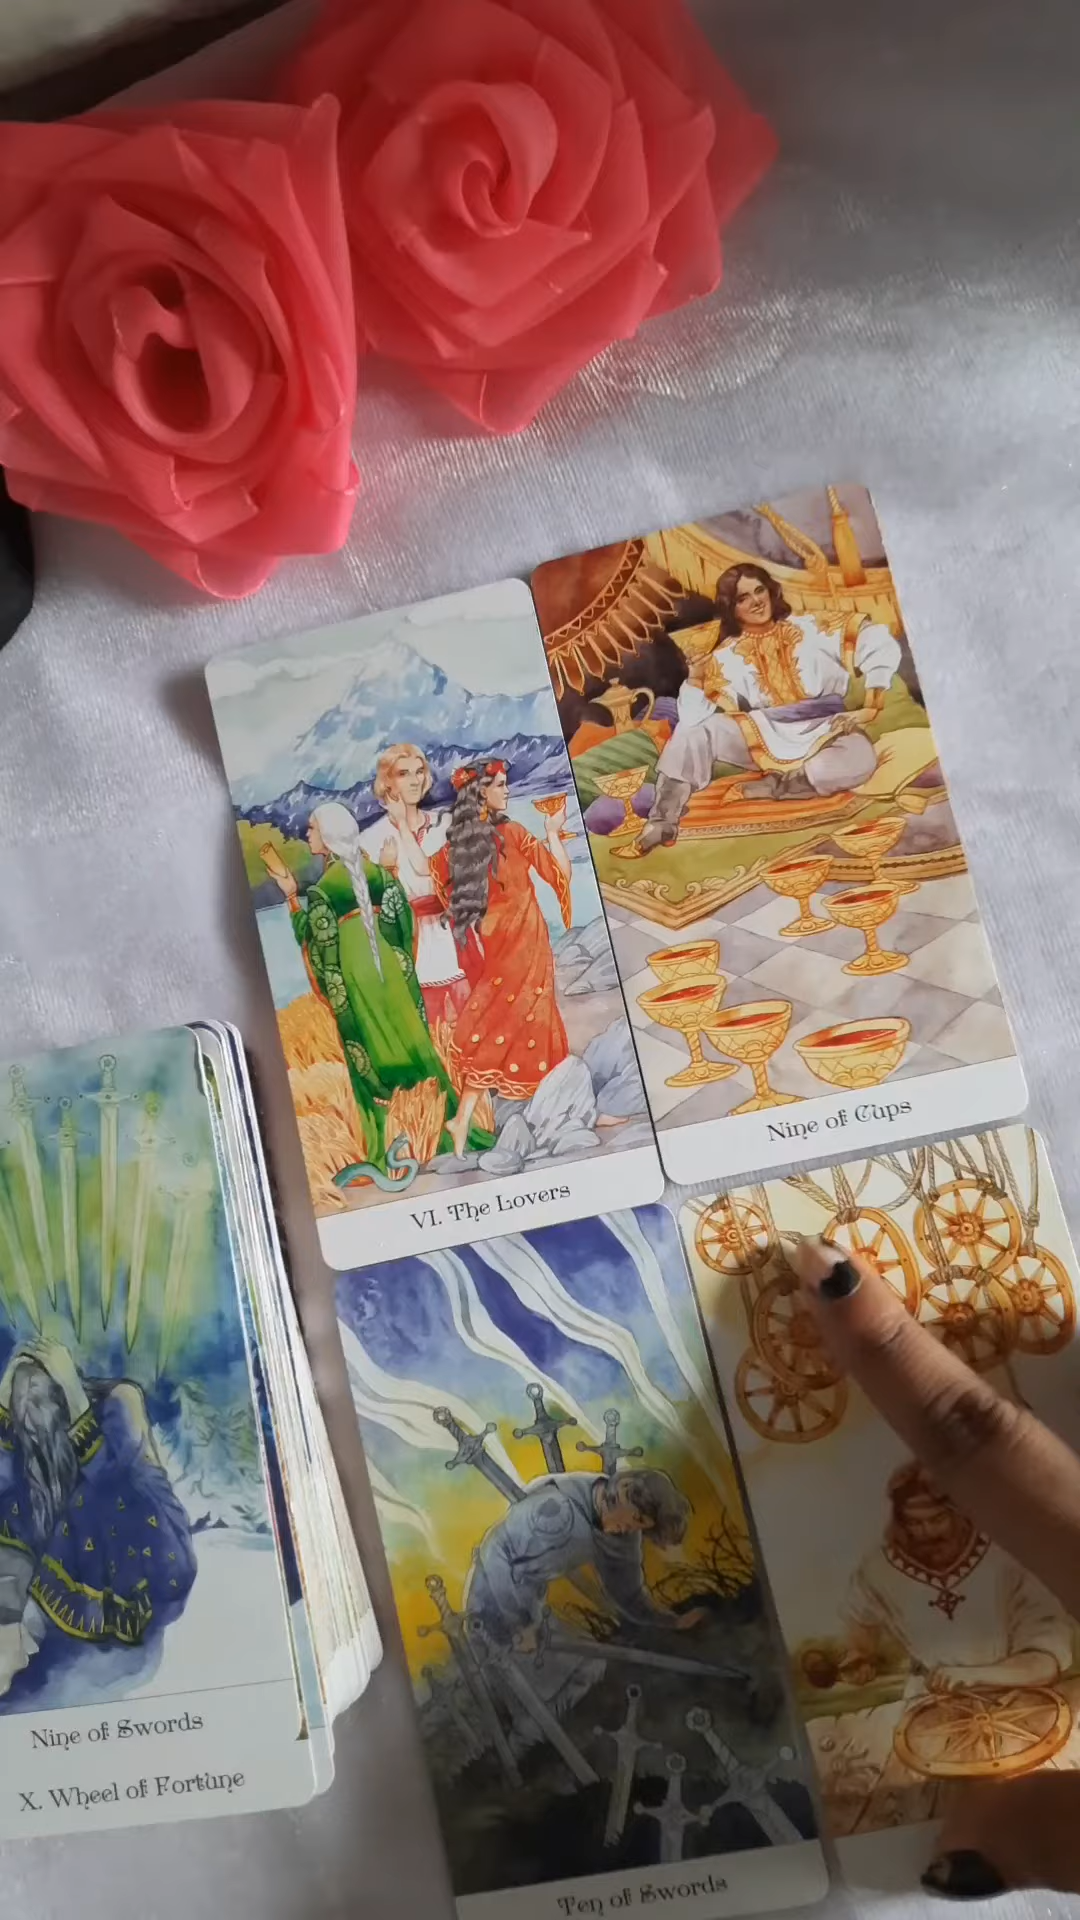 Nine of Cups
VI. The Lovers
Nine of Swords
X. Wheel of Fortune
Ten of Swords